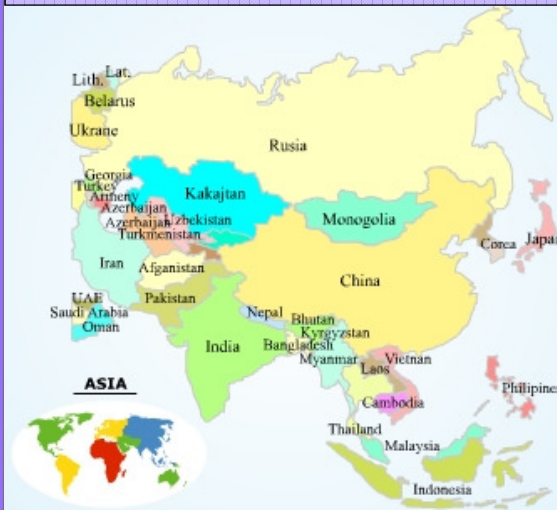 Lat.
Lith.
Belarus
Ukrane
Rusia
Georgia
Turkey
Armeny
Azerbaijan
Azerbaijan
Uzbekistan
Turkmenistan
Kakajtan
Monogolia
Corea
Japan
Iran
Afganistan
China
Pakistan
UAE
Saudi Arabia
Oman
Nepal
Bhutan
Kyrgyzstan
India
Bangladesh
Myanmar
Vietnan
Laos
ASIA
Philipines
Cambodia
Thailand
Malaysia
Indonesia